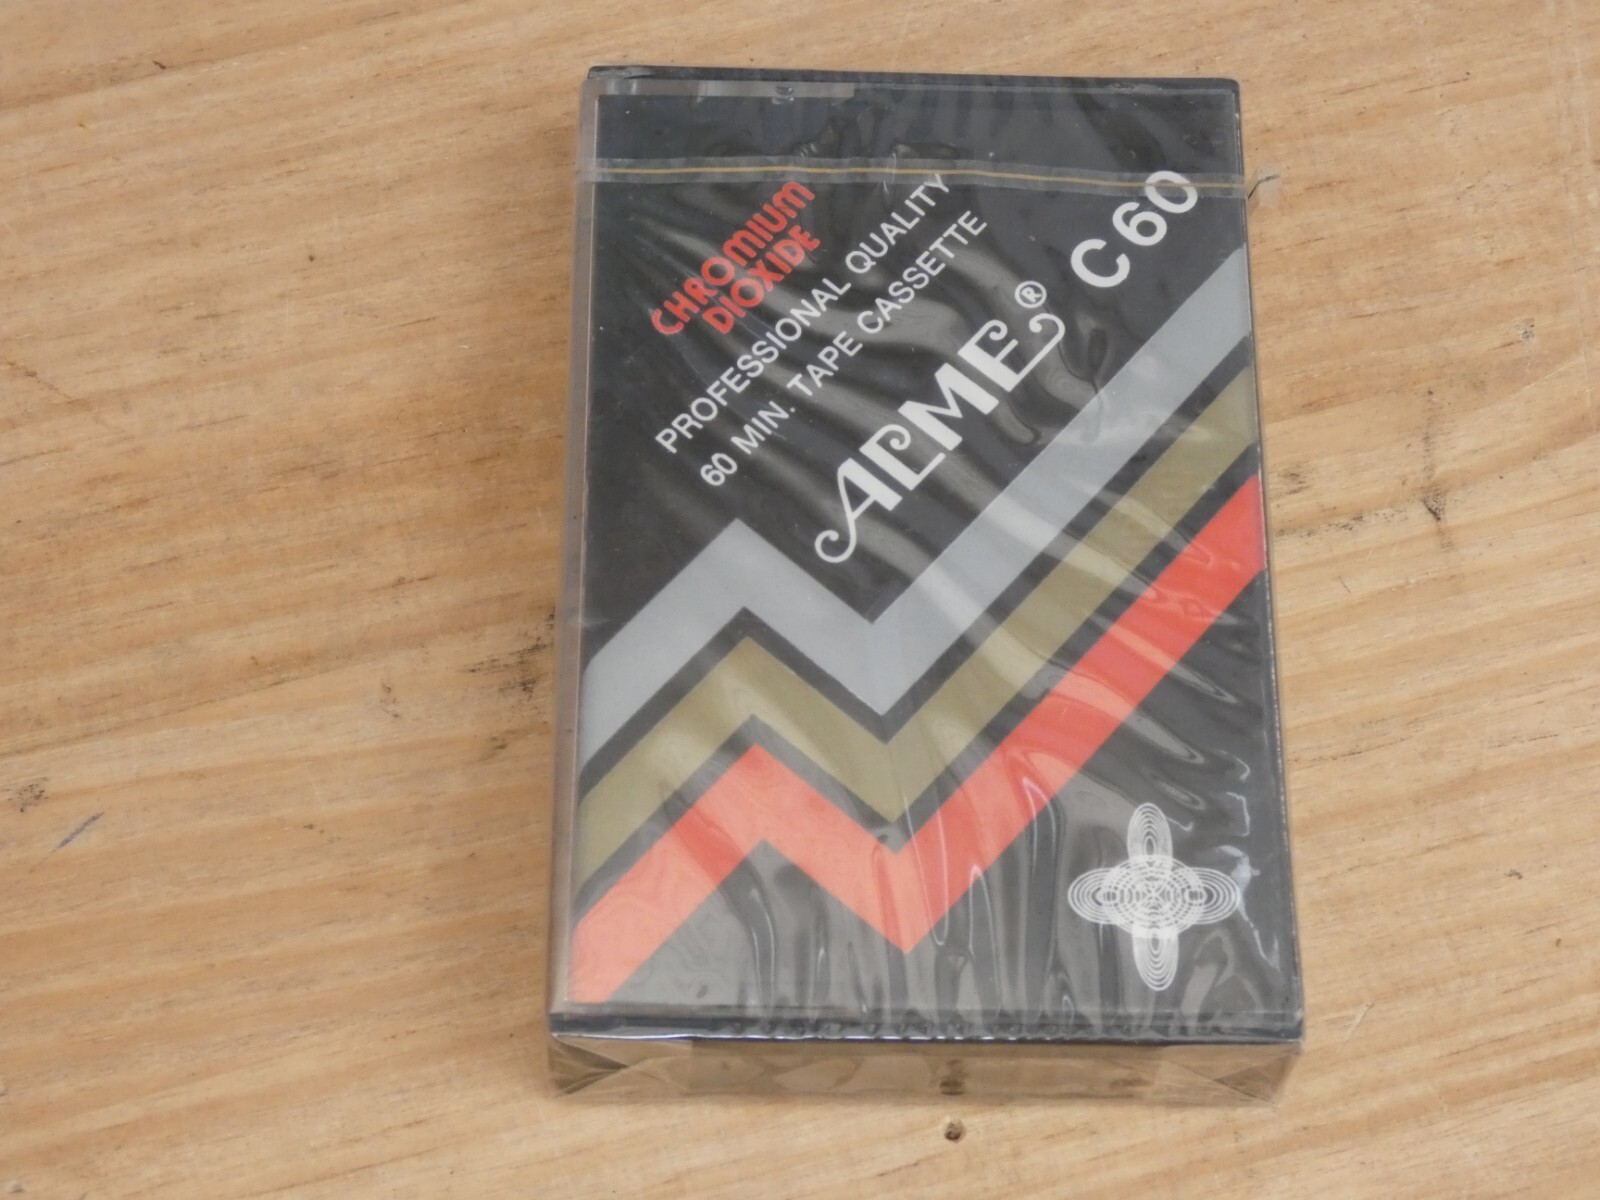 CHROMIUM
DIOXIDE
PROFESSIONAL QUALITY
60 MIN. TAPE CASSETTE
ACME® C60